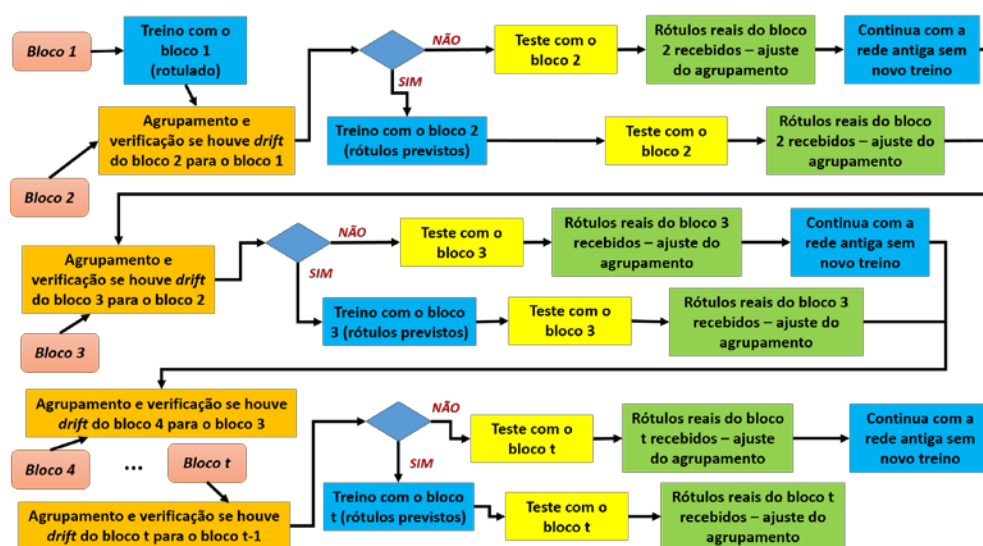 Bloco 1
Treino com o
bloco 1
(rotulado)
NÃO
Teste com o
bloco 2
Rótulos reais do bloco
2 recebidos – ajuste
do agrupamento
Continua com a
rede antiga sem
novo treino
SIM
Agrupamento e
verificação se houve drift
do bloco 2 para o bloco 1
Treino com o bloco 2
(rótulos previstos)
Teste com o
bloco 2
Rótulos reais do bloco
2 recebidos – ajuste do
agrupamento
Bloco 2
Agrupamento e
verificação se houve drift
do bloco 3 para o bloco 2
NÃO
Teste com o
bloco 3
Rótulos reais do bloco 3
recebidos – ajuste do
agrupamento
Continua com a
rede antiga sem
novo treino
SIM
Treino com o bloco
3 (rótulos previstos)
Teste com o
bloco 3
Rótulos reais do bloco 3
recebidos – ajuste do
agrupamento
Bloco 3
Agrupamento e verificação se houve
drift do bloco 4 para o bloco 3
NÃO
Teste com o
bloco t
Rótulos reais do bloco
t recebidos – ajuste
do agrupamento
Continua com a
rede antiga sem
novo treino
Bloco 4
...
Bloco t
SIM
Treino com o bloco
t (rótulos previstos)
Teste com o
bloco t
Rótulos reais do bloco t
recebidos – ajuste do
agrupamento
Agrupamento e verificação se houve
drift do bloco t para o bloco t-1